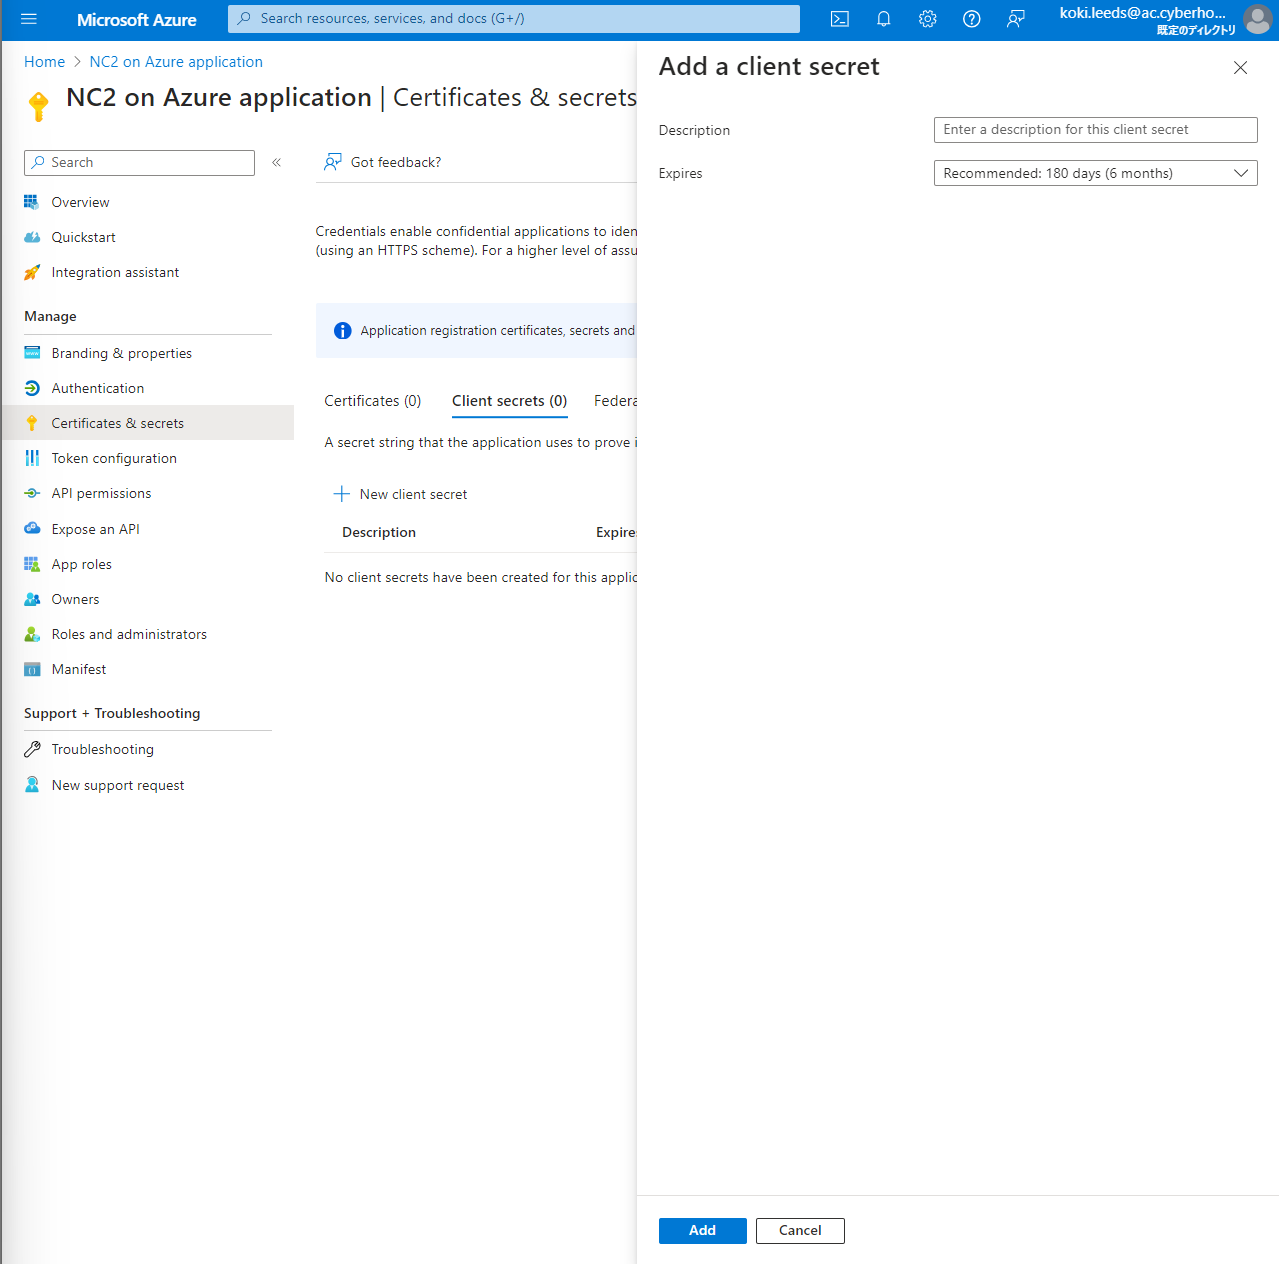 Microsoft Azure
Search resources, services, and docs (G+/)
koki.leeds@ac.cyberho...
既定のディレクトリ
Home > NC2 on Azure application
NC2 on Azure application | Certificates & secrets
Search
«
Overview
Quickstart
Integration assistant
Manage
Branding & properties
Authentication
Certificates & secrets
Token configuration
API permissions
Expose an API
App roles
Owners
Roles and administrators
Manifest
Support + Troubleshooting
Troubleshooting
New support request
Got feedback?
Credentials enable confidential applications to iden
(using an HTTPS scheme). For a higher level of assu
Application registration certificates, secrets and
Certificates (0) Client secrets (0) Federa
A secret string that the application uses to prove i
New client secret
Description Expires
No client secrets have been created for this applic
Add a client secret
Description
Enter a description for this client secret
Expires
Recommended: 180 days (6 months)
Add
Cancel